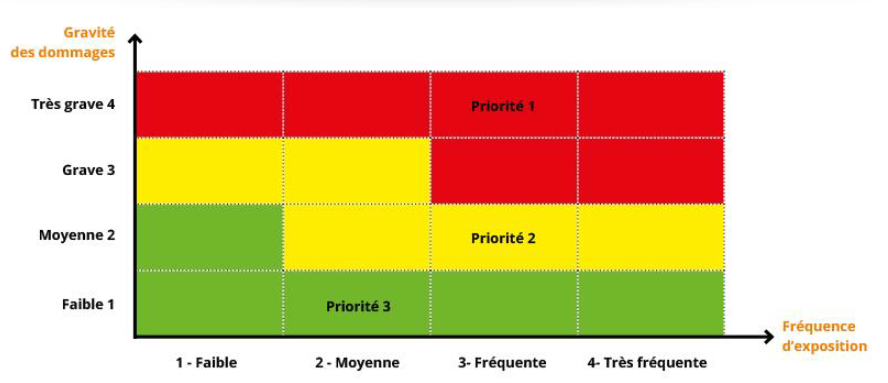 Gravité
des dommages
Très grave 4
Priorité 1
Grave 3
Moyenne 2
Priorité 2
Faible 1
Priorité 3
Fréquence
d'exposition
1 - Faible
2 - Moyenne
3- Fréquente
4- Très fréquente